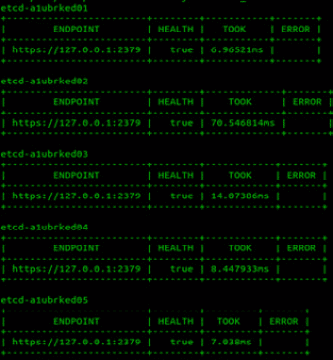 etcd-a1ubrked01
| ENDPOINT | HEALTH | TOOK | ERROR |
| https://127.0.0.1:2379 | true | 6.96521ms | |
etcd-a1ubrked02
| ENDPOINT | HEALTH | TOOK | ERROR |
| https://127.0.0.1:2379 | true | 70.546814ms | |
etcd-a1ubrked03
| ENDPOINT | HEALTH | TOOK | ERROR |
| https://127.0.0.1:2379 | true | 14.07306ms | |
etcd-a1ubrked04
| ENDPOINT | HEALTH | TOOK | ERROR |
| https://127.0.0.1:2379 | true | 8.447933ms | |
etcd-a1ubrked05
| ENDPOINT | HEALTH | TOOK | ERROR |
| https://127.0.0.1:2379 | true | 7.038ms | |